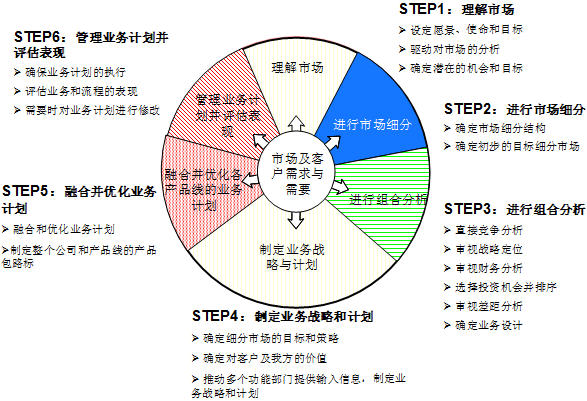 STEP1：理解市场
➢ 设定愿景、使命和目标
➢ 驱动对市场的分析
➢ 确定潜在的机会和目标
STEP2：进行市场细分
➢ 确定市场细分结构
➢ 确定初步的目标细分市场
STEP3：进行组合分析
➢ 直接竞争分析
➢ 审视战略定位
➢ 审视财务分析
➢ 选择投资机会并排序
➢ 审视差距分析
➢ 确定业务设计
STEP4：制定业务战略和计划
➢ 确定细分市场的目标和策略
➢ 确定对客户及我方的价值
➢ 推动多个功能部门提供输入信息，制定业
务战略和计划
STEP5：融合并优化业务
计划
➢ 融合和优化业务计划
➢制定整个公司和产品线的产品
包路标
STEP6：管理业务计划并
评估表现
➢ 确保业务计划的执行
➢ 评估业务和流程的表现
➢ 需要时对业务计划进行修改
理解市场
进行市场细分
进行组合分析
制定业务战略
与计划
融合并优化各
产品线的业务
计划
管理业务计
划并评估表
现
市场及客
户需求与
需要